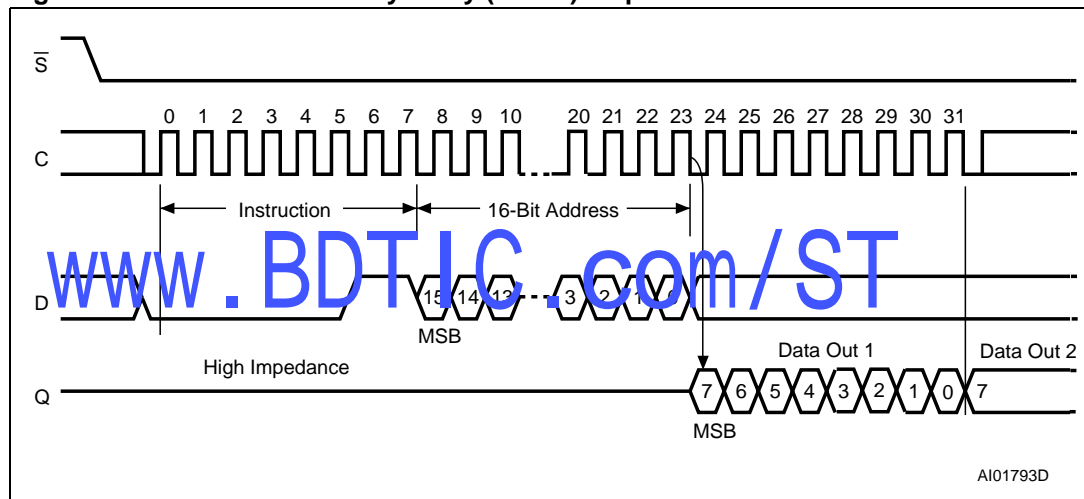 S
0 1 2 3 4 5 6 7 8 9 10 20 21 22 23 24 25 26 27 28 29 30 31
C
Instruction 16-Bit Address
www.BDTIC.com/ST
D 15 14 13 3 2 1 0
MSB
High Impedance Data Out 1 Data Out 2
Q 7 6 5 4 3 2 1 0 7
MSB
AI01793D